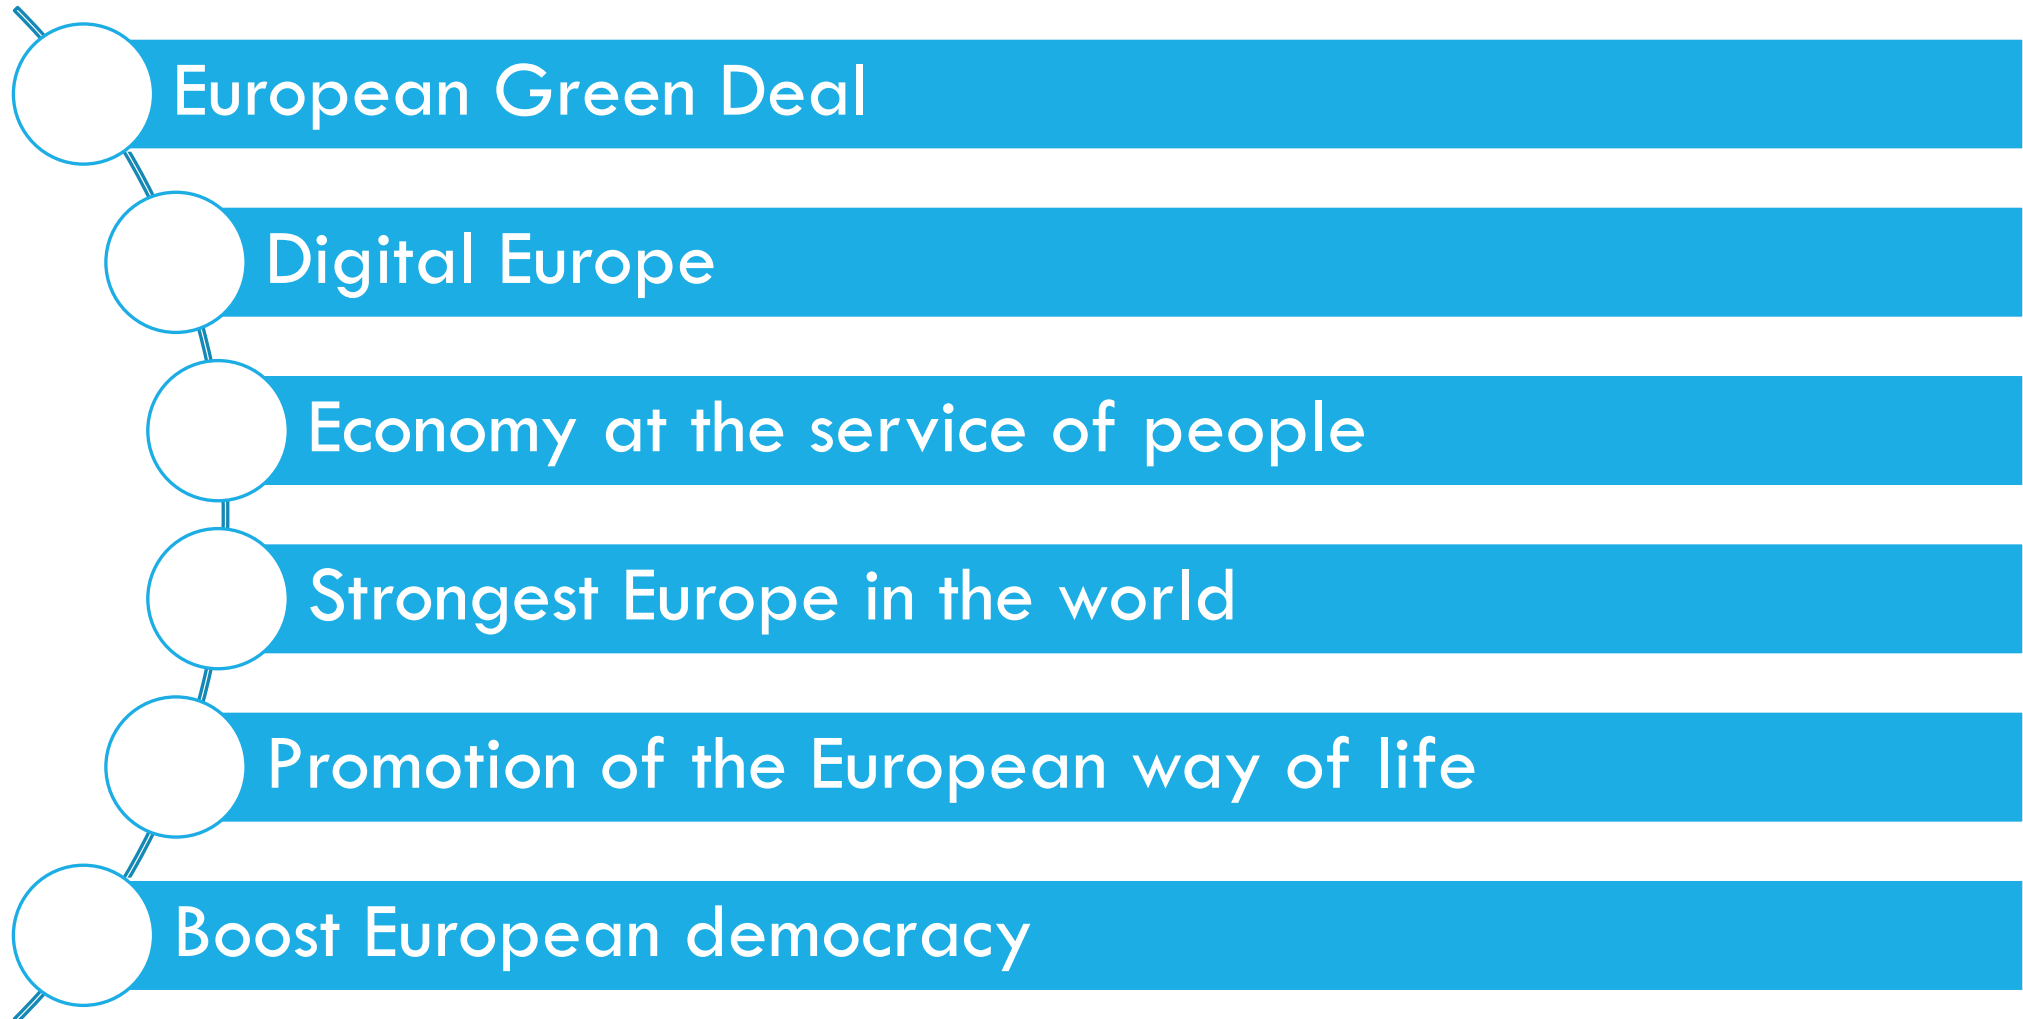 European Green Deal
Digital Europe
Economy at the service of people
Strongest Europe in the world
Promotion of the European way of life
Boost European democracy